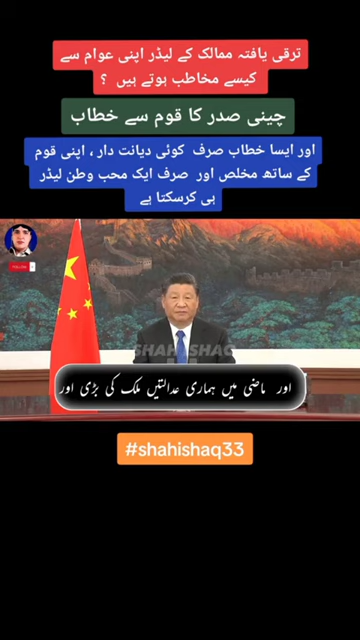 ترقی یافتہ ممالک کے لیڈر اپنی عوام سے
کیسے مخاطب ہوتے ہیں ؟
چینی صدر کا قوم سے خطاب
اور ایسا خطاب صرف کوئی دیانت دار ، اپنی قوم
کے ساتھ مخلص اور صرف ایک محب وطن لیڈر
ہی کرسکتا ہے
FOLLOW
SHAHISHAQ
اور ماضی میں ہماری عدالتیں ملک کی بڑی اور
#shahishaq33